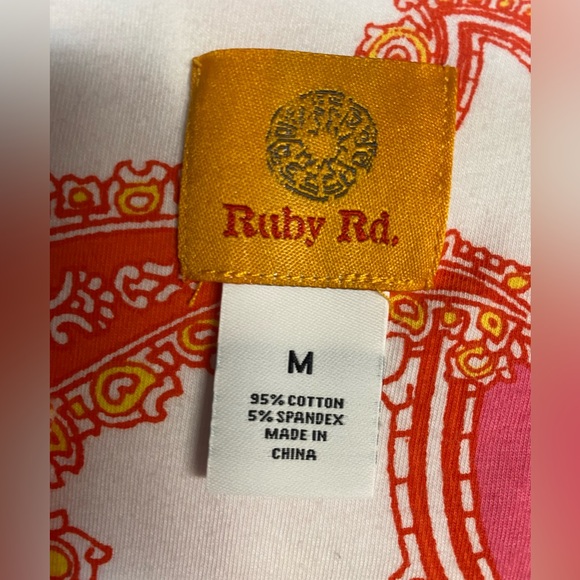 Ruby Rd.
M
95% COTTON
5% SPANDEX
MADE IN
CHINA